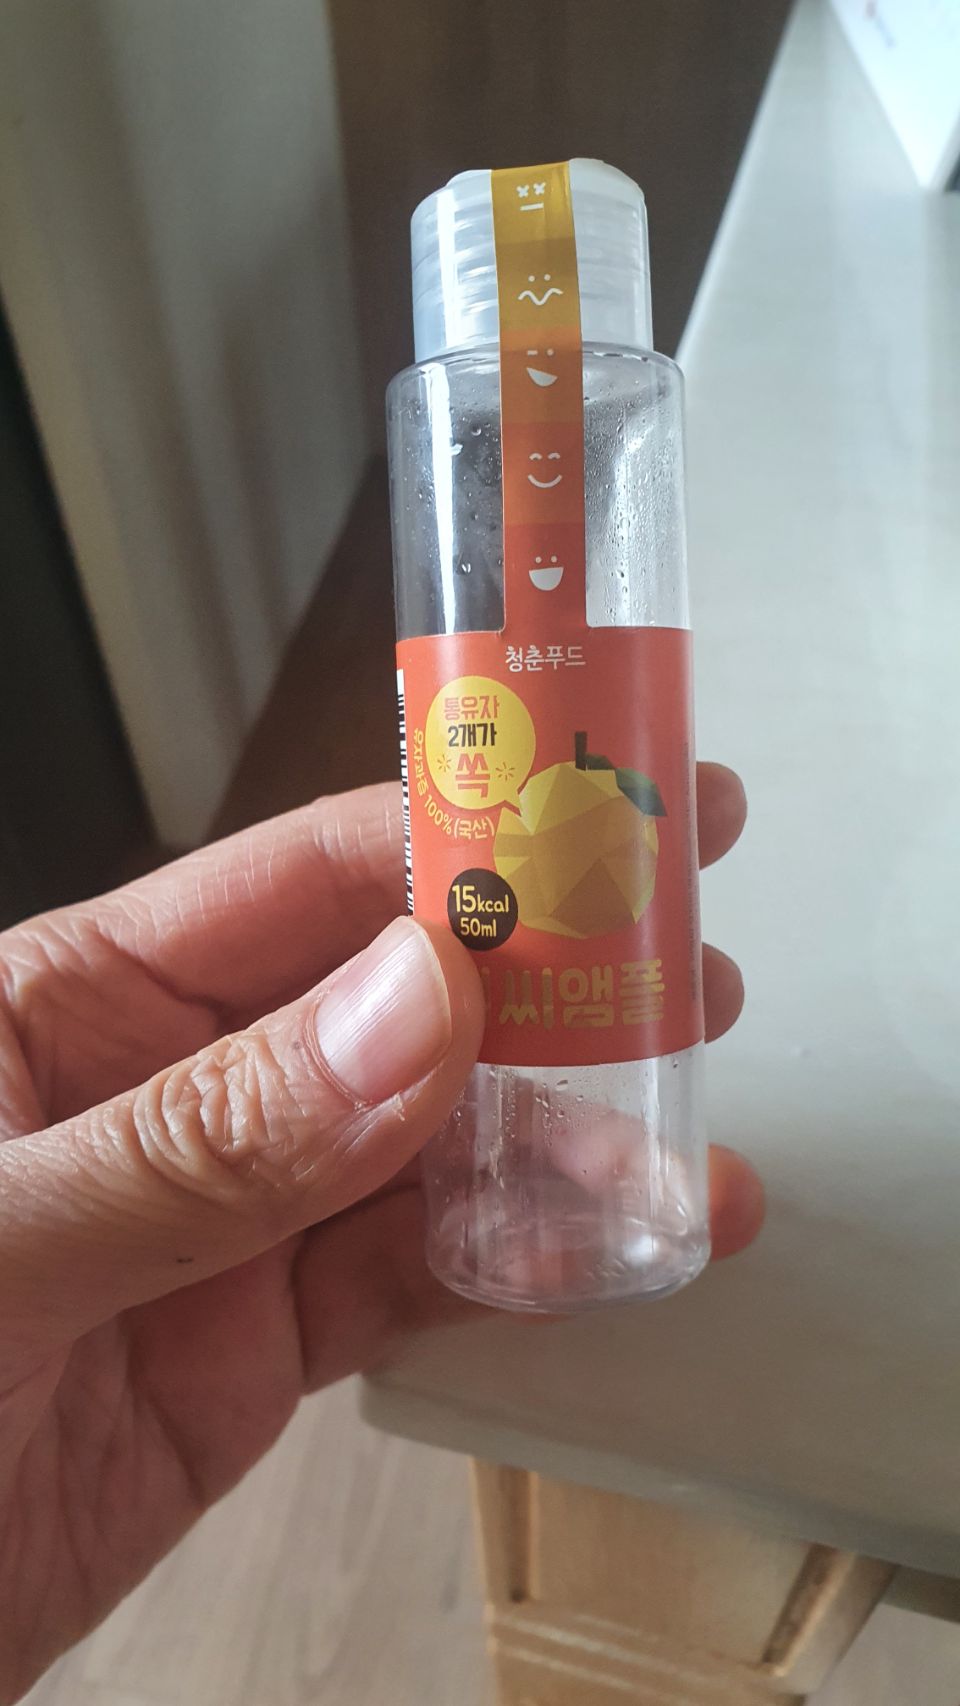 청춘푸드
통유자
2개가
쏙
유자과즙 100% (국산)
15kcal
50ml
씨앰플